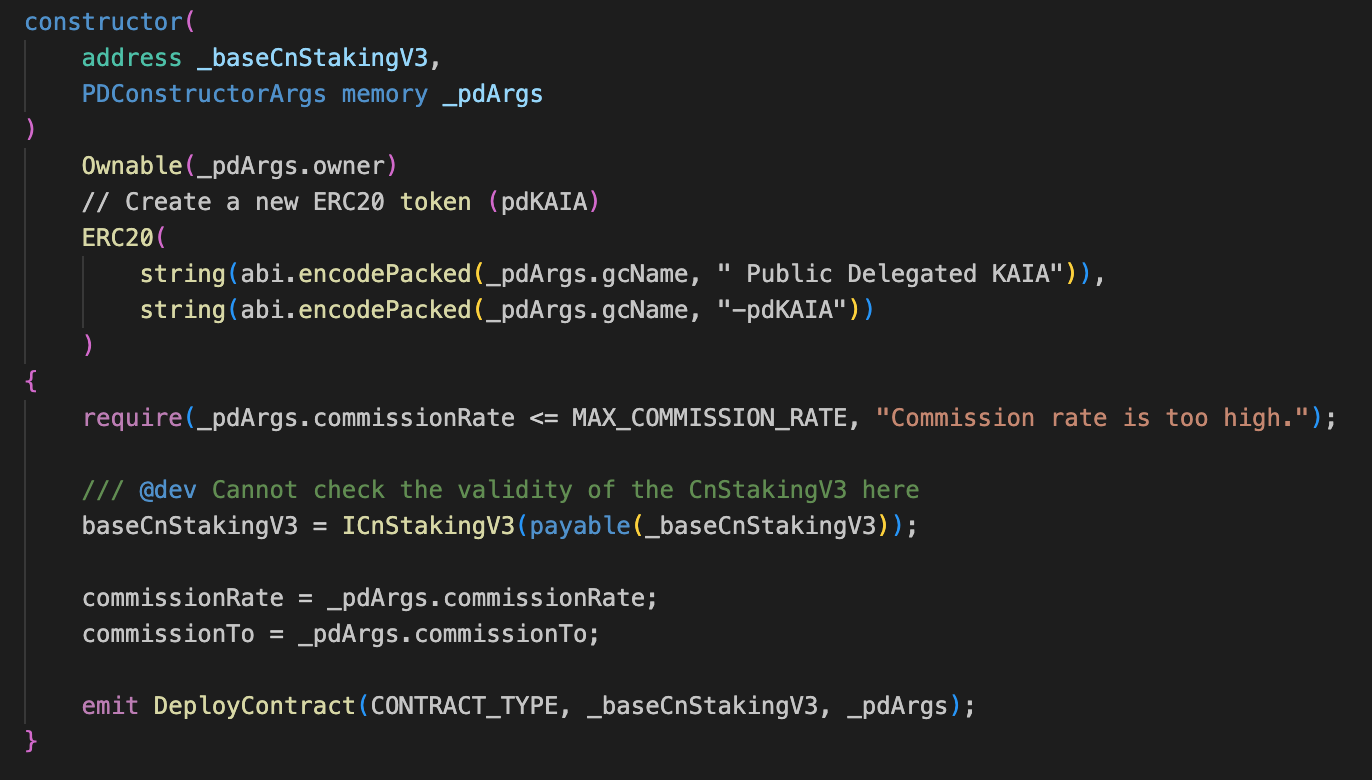 constructor(
    address _baseCnStakingV3,
    PDConstructorArgs memory _pdArgs
)
    Ownable(_pdArgs.owner)
    // Create a new ERC20 token (pdKAIA)
    ERC20(
        string(abi.encodePacked(_pdArgs.gcName, " Public Delegated KAIA")),
        string(abi.encodePacked(_pdArgs.gcName, "-pdKAIA"))
    )
{
    require(_pdArgs.commissionRate <= MAX_COMMISSION_RATE, "Commission rate is too high.");

    /// @dev Cannot check the validity of the CnStakingV3 here
    baseCnStakingV3 = ICnStakingV3(payable(_baseCnStakingV3));

    commissionRate = _pdArgs.commissionRate;
    commissionTo = _pdArgs.commissionTo;

    emit DeployContract(CONTRACT_TYPE, _baseCnStakingV3, _pdArgs);
}